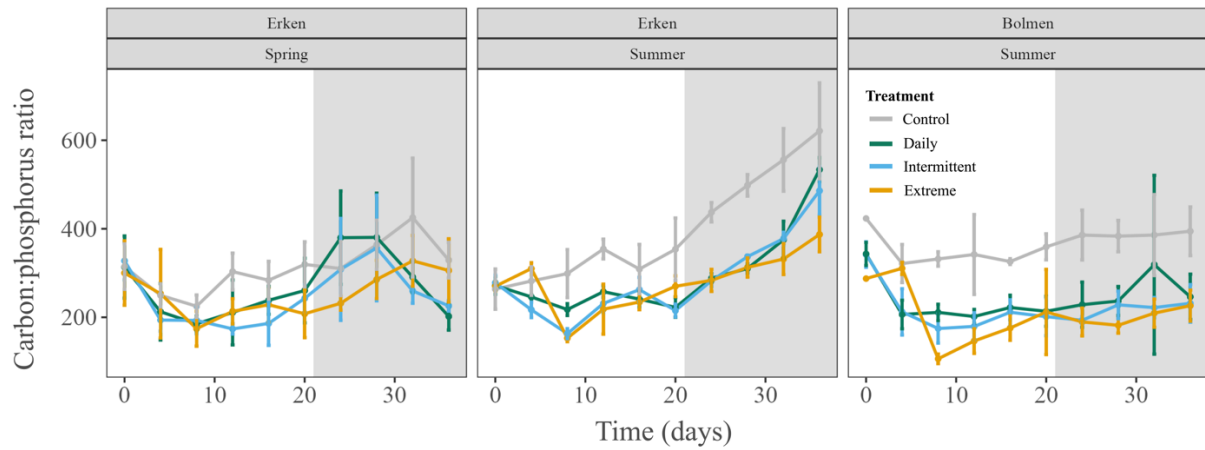 Erken
Erken
Bolmen
Spring
Summer
Summer
Carbon:phosphorus ratio
600
400
200
Treatment
Control
Daily
Intermittent
Extreme
0 10 20 30
0 10 20 30
0 10 20 30
Time (days)